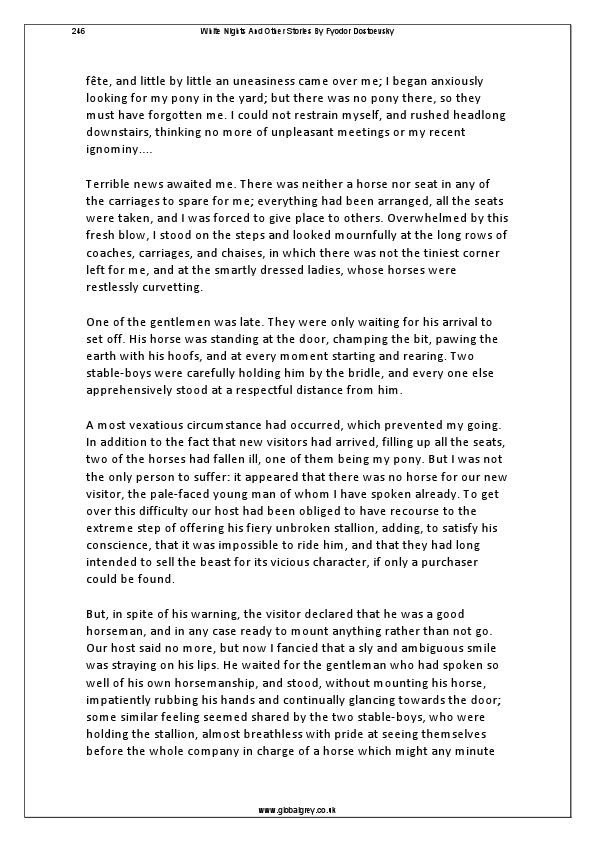 246
White Nights And Other Stories By Fyodor Dostoevsky
fête, and little by little an uneasiness came over me; I began anxiously
looking for my pony in the yard; but there was no pony there, so they
must have forgotten me. I could not restrain myself, and rushed headlong
downstairs, thinking no more of unpleasant meetings or my recent
ignominy....
Terrible news awaited me. There was neither a horse nor seat in any of
the carriages to spare for me; everything had been arranged, all the seats
were taken, and I was forced to give place to others. Overwhelmed by this
fresh blow, I stood on the steps and looked mournfully at the long rows of
coaches, carriages, and chaises, in which there was not the tiniest corner
left for me, and at the smartly dressed ladies, whose horses were
restlessly curvetting.
One of the gentlemen was late. They were only waiting for his arrival to
set off. His horse was standing at the door, champing the bit, pawing the
earth with his hoofs, and at every moment starting and rearing. Two
stable-boys were carefully holding him by the bridle, and every one else
apprehensively stood at a respectful distance from him.
A most vexatious circumstance had occurred, which prevented my going.
In addition to the fact that new visitors had arrived, filling up all the seats,
two of the horses had fallen ill, one of them being my pony. But I was not
the only person to suffer: it appeared that there was no horse for our new
visitor, the pale-faced young man of whom I have spoken already. To get
over this difficulty our host had been obliged to have recourse to the
extreme step of offering his fiery unbroken stallion, adding, to satisfy his
conscience, that it was impossible to ride him, and that they had long
intended to sell the beast for its vicious character, if only a purchaser
could be found.
But, in spite of his warning, the visitor declared that he was a good
horseman, and in any case ready to mount anything rather than not go.
Our host said no more, but now I fancied that a sly and ambiguous smile
was straying on his lips. He waited for the gentleman who had spoken so
well of his own horsemanship, and stood, without mounting his horse,
impatiently rubbing his hands and continually glancing towards the door;
some similar feeling seemed shared by the two stable-boys, who were
holding the stallion, almost breathless with pride at seeing themselves
before the whole company in charge of a horse which might any minute
www.globalgrey.co.uk